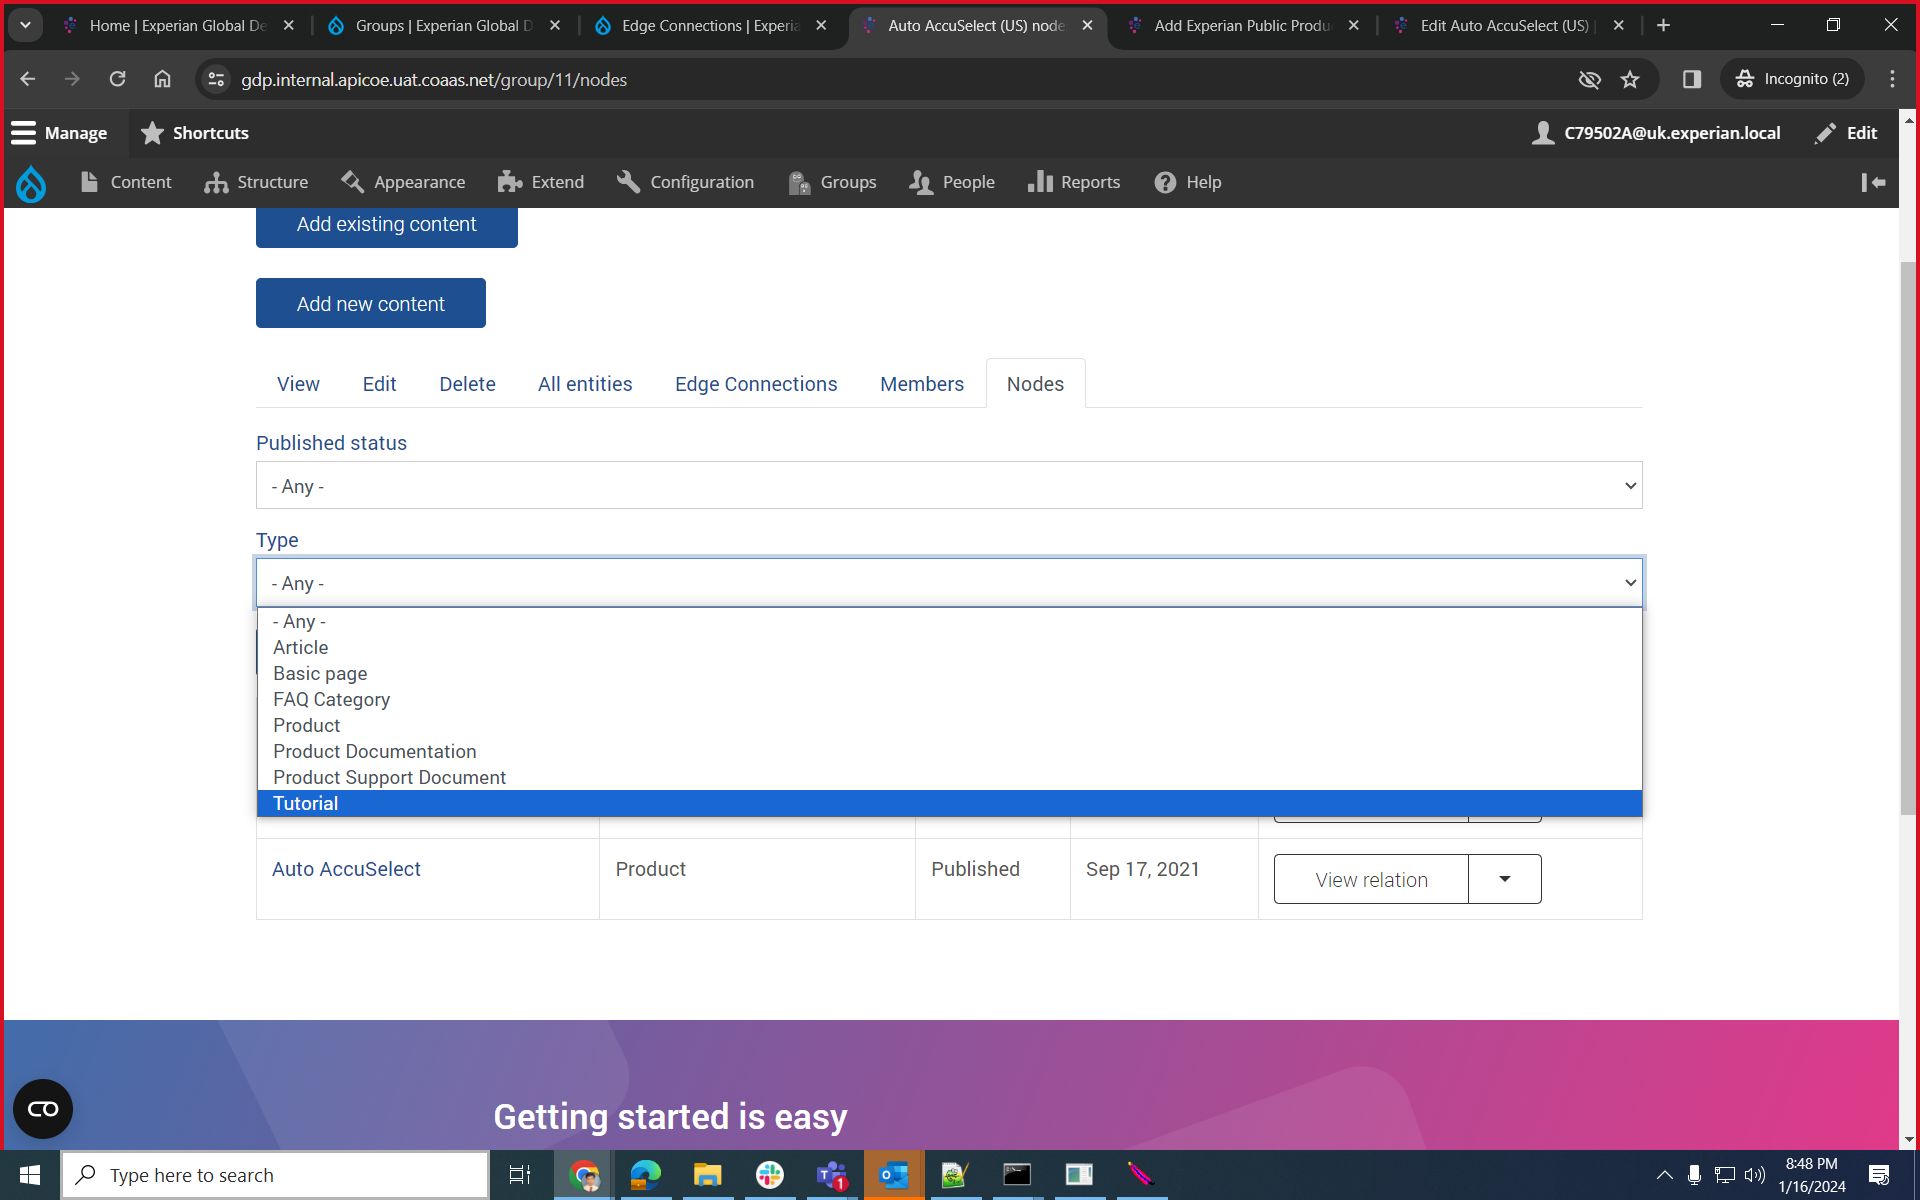 Home | Experian Global De
Groups | Experian Global D
Edge Connections | Experia
Auto AccuSelect (US) node
Add Experian Public Produ
Edit Auto AccuSelect (US) |
gdp.internal.apicoe.uat.coaas.net/group/11/nodes
Incognito (2)
Manage
Shortcuts
C79502A@uk.experian.local
Edit
Content
Structure
Appearance
Extend
Configuration
Groups
People
Reports
Help
Add existing content
Add new content
View
Edit
Delete
All entities
Edge Connections
Members
Nodes
Published status
- Any -
Type
- Any -
- Any -
Article
Basic page
FAQ Category
Product
Product Documentation
Product Support Document
Tutorial
Auto AccuSelect
Product
Published
Sep 17, 2021
View relation
Getting started is easy
Type here to search
1
8:48 PM
1/16/2024